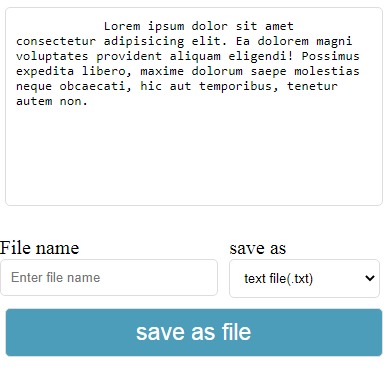 Lorem ipsum dolor sit amet
consectetur adipisicing elit. Ea dolorem magni
voluptates provident aliquam eligendi! Possimus
expedita libero, maxime dolorum saepe molestias
neque obcaecati, hic aut temporibus, tenetur
autem non.
File name save as
Enter file name text file(.txt)
save as file